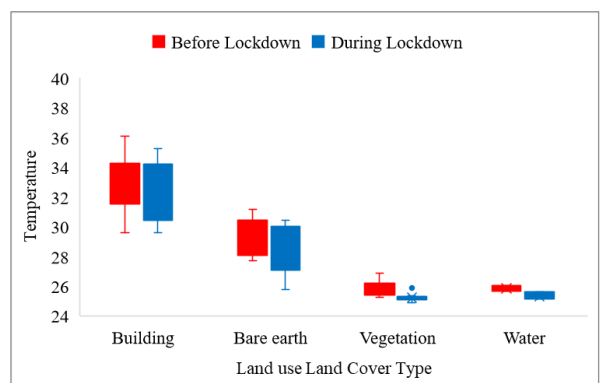 Before Lockdown During Lockdown
40
38
36
34
32
30
28
26
24
Temperature
Building Bare earth Vegetation Water
Land use Land Cover Type